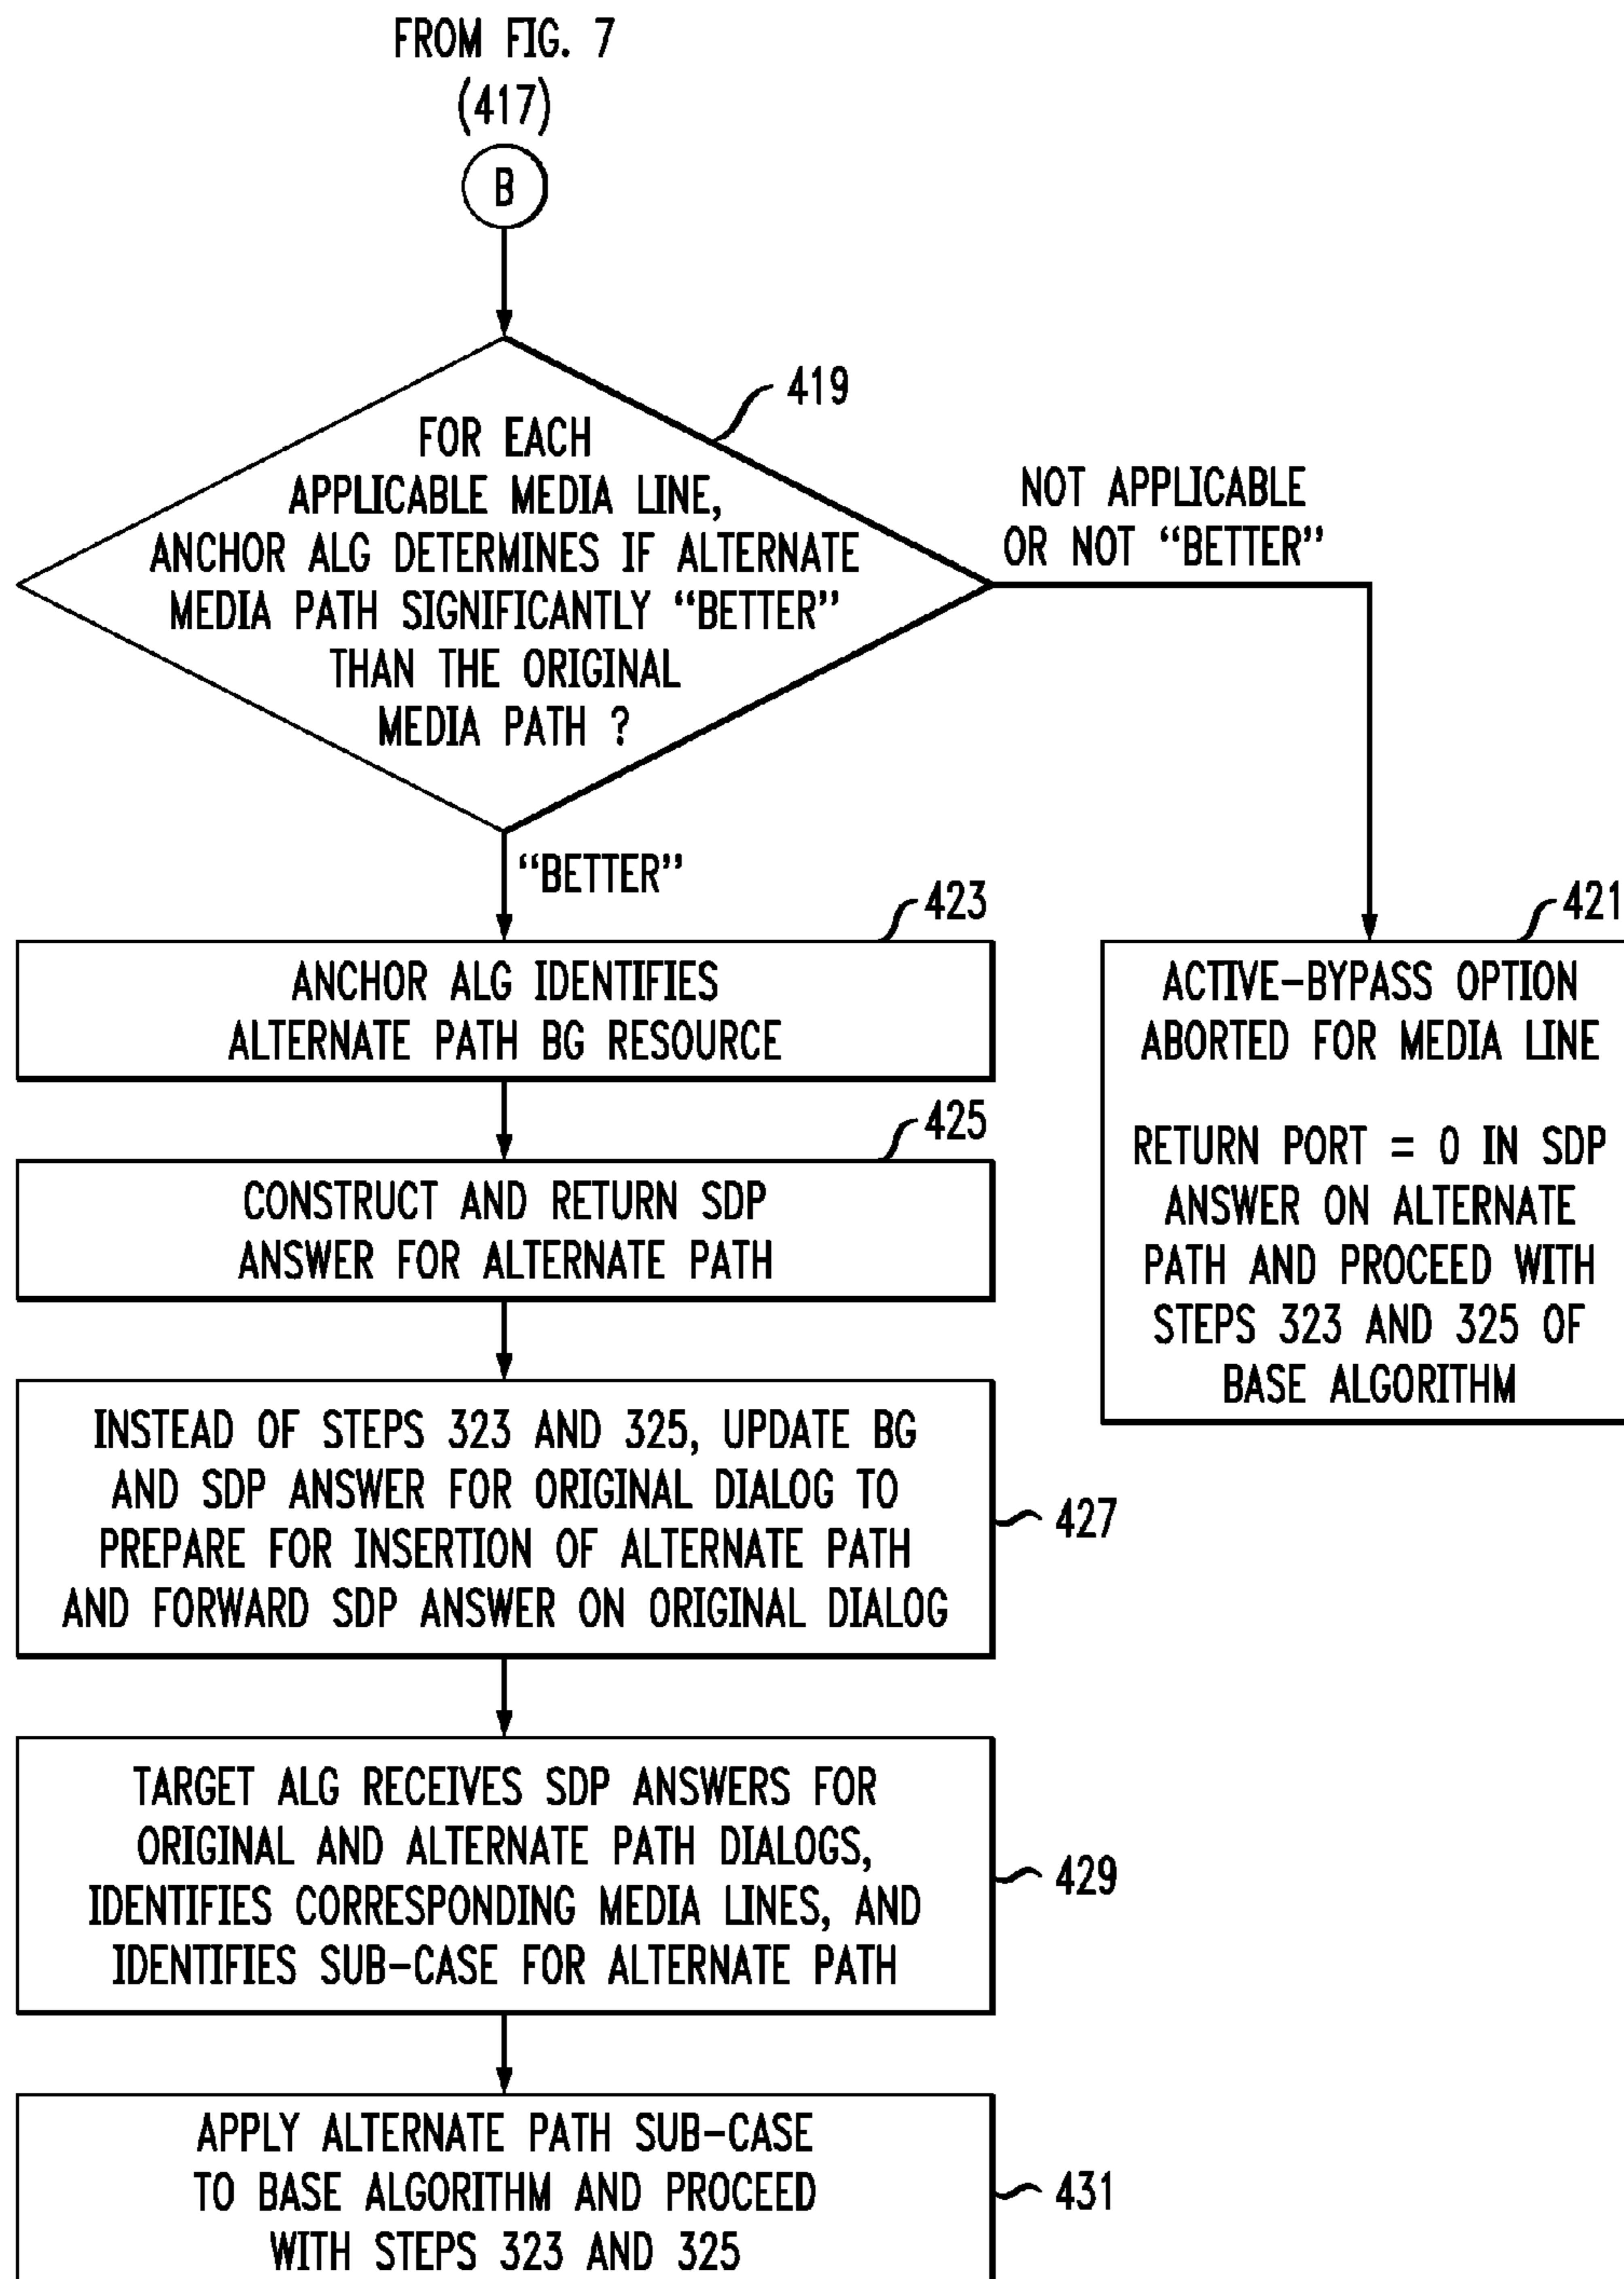 FROM FIG. 7
(417)
B
419
FOR EACH
APPLICABLE MEDIA LINE,
ANCHOR ALG DETERMINES IF ALTERNATE
MEDIA PATH SIGNIFICANTLY “BETTER”
THAN THE ORIGINAL
MEDIA PATH ?
NOT APPLICABLE
OR NOT “BETTER”
“BETTER”
423
ANCHOR ALG IDENTIFIES
ALTERNATE PATH BG RESOURCE
421
ACTIVE-BYPASS OPTION
ABORTED FOR MEDIA LINE
RETURN PORT = 0 IN SDP
ANSWER ON ALTERNATE
PATH AND PROCEED WITH
STEPS 323 AND 325 OF
BASE ALGORITHM
425
CONSTRUCT AND RETURN SDP
ANSWER FOR ALTERNATE PATH
INSTEAD OF STEPS 323 AND 325, UPDATE BG
AND SDP ANSWER FOR ORIGINAL DIALOG TO
PREPARE FOR INSERTION OF ALTERNATE PATH
AND FORWARD SDP ANSWER ON ORIGINAL DIALOG
427
TARGET ALG RECEIVES SDP ANSWERS FOR
ORIGINAL AND ALTERNATE PATH DIALOGS,
IDENTIFIES CORRESPONDING MEDIA LINES, AND
IDENTIFIES SUB-CASE FOR ALTERNATE PATH
429
APPLY ALTERNATE PATH SUB-CASE
TO BASE ALGORITHM AND PROCEED
WITH STEPS 323 AND 325
431